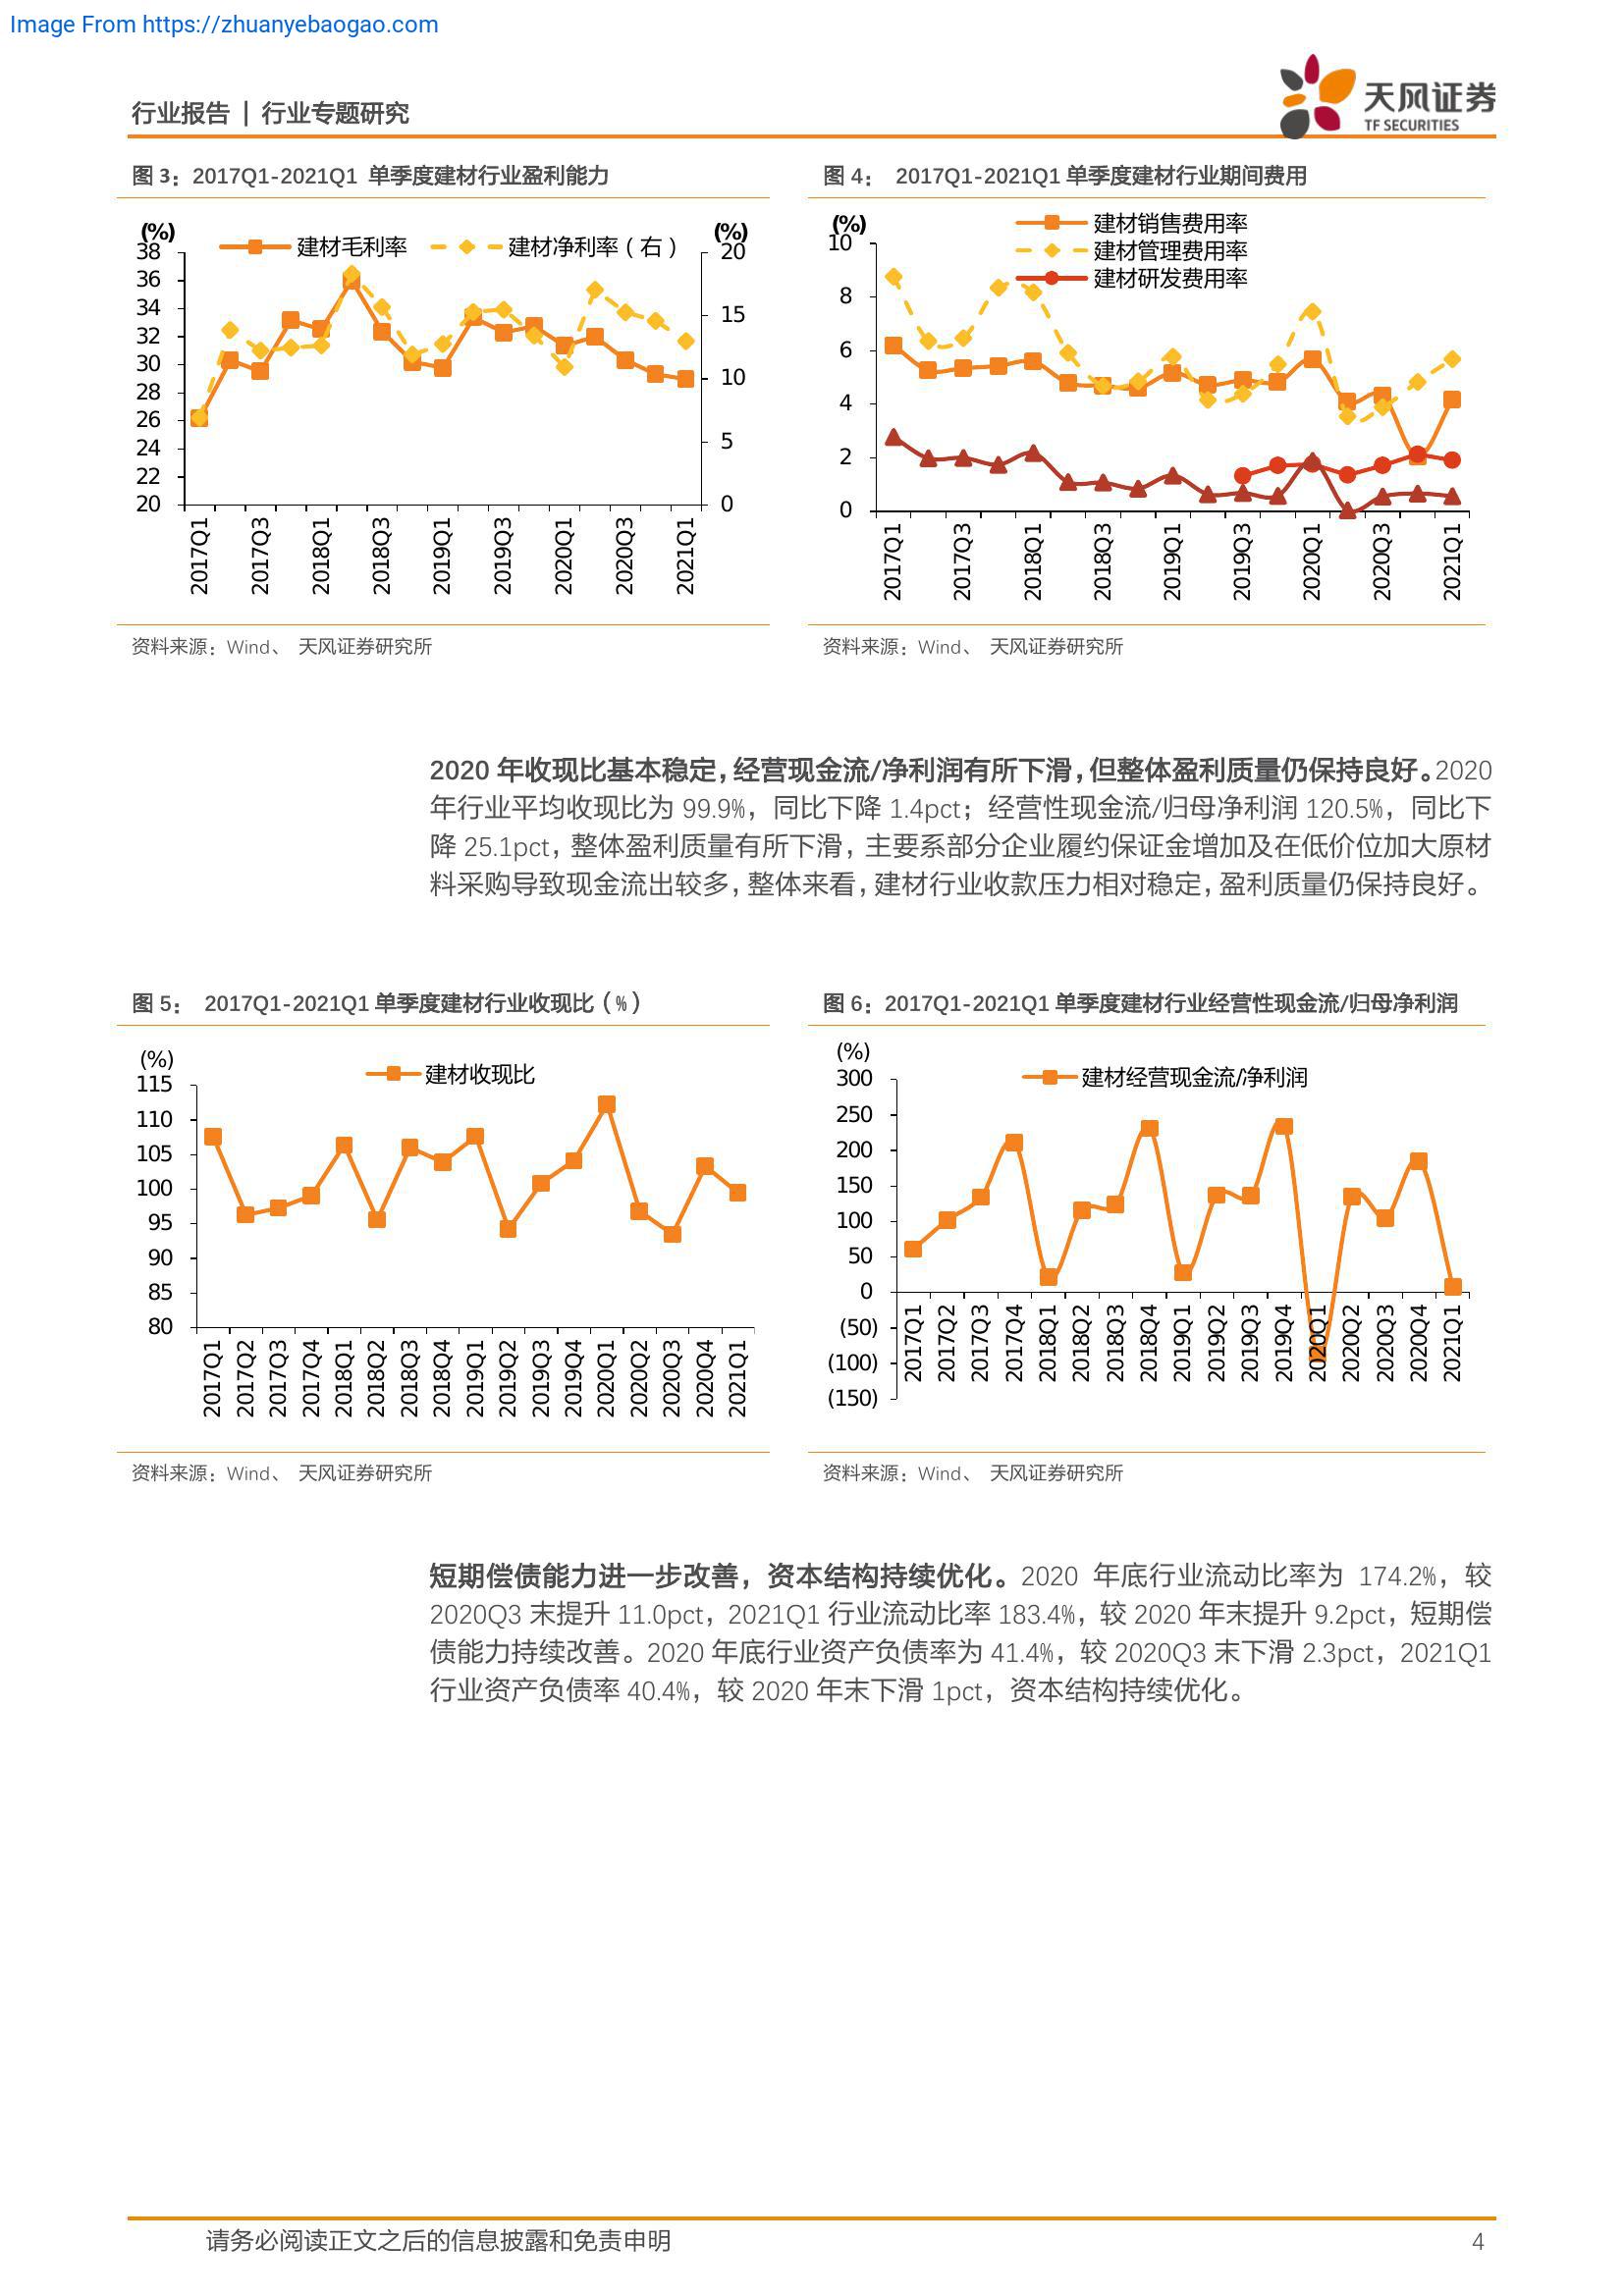 Image From https://zhuanyebaogao.com
行业报告 | 行业专题研究
天风证券
TF SECURITIES
图 3：2017Q1-2021Q1 单季度建材行业盈利能力
(%)
建材毛利率
建材净利率（右）
(%)
38
36
34
32
30
28
26
24
22
20
20
15
10
5
0
2017Q1
2017Q3
2018Q1
2018Q3
2019Q1
2019Q3
2020Q1
2020Q3
2021Q1
资料来源：Wind、 天风证券研究所
图 4： 2017Q1-2021Q1 单季度建材行业期间费用
(%)
建材销售费用率
建材管理费用率
建材研发费用率
10
8
6
4
2
0
2017Q1
2017Q3
2018Q1
2018Q3
2019Q1
2019Q3
2020Q1
2020Q3
2021Q1
资料来源：Wind、 天风证券研究所
2020 年收现比基本稳定，经营现金流/净利润有所下滑，但整体盈利质量仍保持良好。2020
年行业平均收现比为 99.9%，同比下降 1.4pct；经营性现金流/归母净利润 120.5%，同比下
降 25.1pct，整体盈利质量有所下滑，主要系部分企业履约保证金增加及在低价位加大原材
料采购导致现金流出较多，整体来看，建材行业收款压力相对稳定，盈利质量仍保持良好。
图 5： 2017Q1-2021Q1 单季度建材行业收现比（%）
(%)
建材收现比
115
110
105
100
95
90
85
80
2017Q1
2017Q2
2017Q3
2017Q4
2018Q1
2018Q2
2018Q3
2018Q4
2019Q1
2019Q2
2019Q3
2019Q4
2020Q1
2020Q2
2020Q3
2020Q4
2021Q1
资料来源：Wind、 天风证券研究所
图 6：2017Q1-2021Q1 单季度建材行业经营性现金流/归母净利润
(%)
建材经营现金流/净利润
300
250
200
150
100
50
0
(50)
(100)
(150)
2017Q1
2017Q2
2017Q3
2017Q4
2018Q1
2018Q2
2018Q3
2018Q4
2019Q1
2019Q2
2019Q3
2019Q4
2020Q1
2020Q2
2020Q3
2020Q4
2021Q1
资料来源：Wind、 天风证券研究所
短期偿债能力进一步改善，资本结构持续优化。2020 年底行业流动比率为 174.2%，较
2020Q3 末提升 11.0pct，2021Q1 行业流动比率 183.4%，较 2020 年末提升 9.2pct，短期偿
债能力持续改善。2020 年底行业资产负债率为 41.4%，较 2020Q3 末下滑 2.3pct，2021Q1
行业资产负债率 40.4%，较 2020 年末下滑 1pct，资本结构持续优化。
请务必阅读正文之后的信息披露和免责申明
4